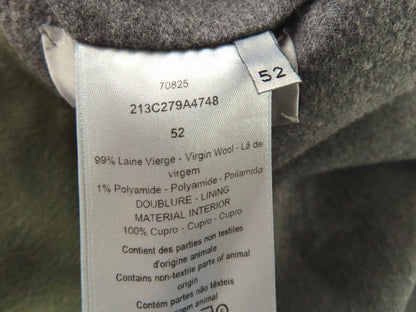 70825
213C279A4748
52
52
99% Laine Vierge - Virgin Wool - Lã de
virgem
1% Polyamide - Polyamide - Poliamida
DOUBLURE - LINING
MATERIAL INTERIOR
100% Cupro - Cupro - Cupro
Contient des parties non textiles
d'origine animale
Contains non-textile parts of animal
origin
Contém partes não têxteis
origem animal